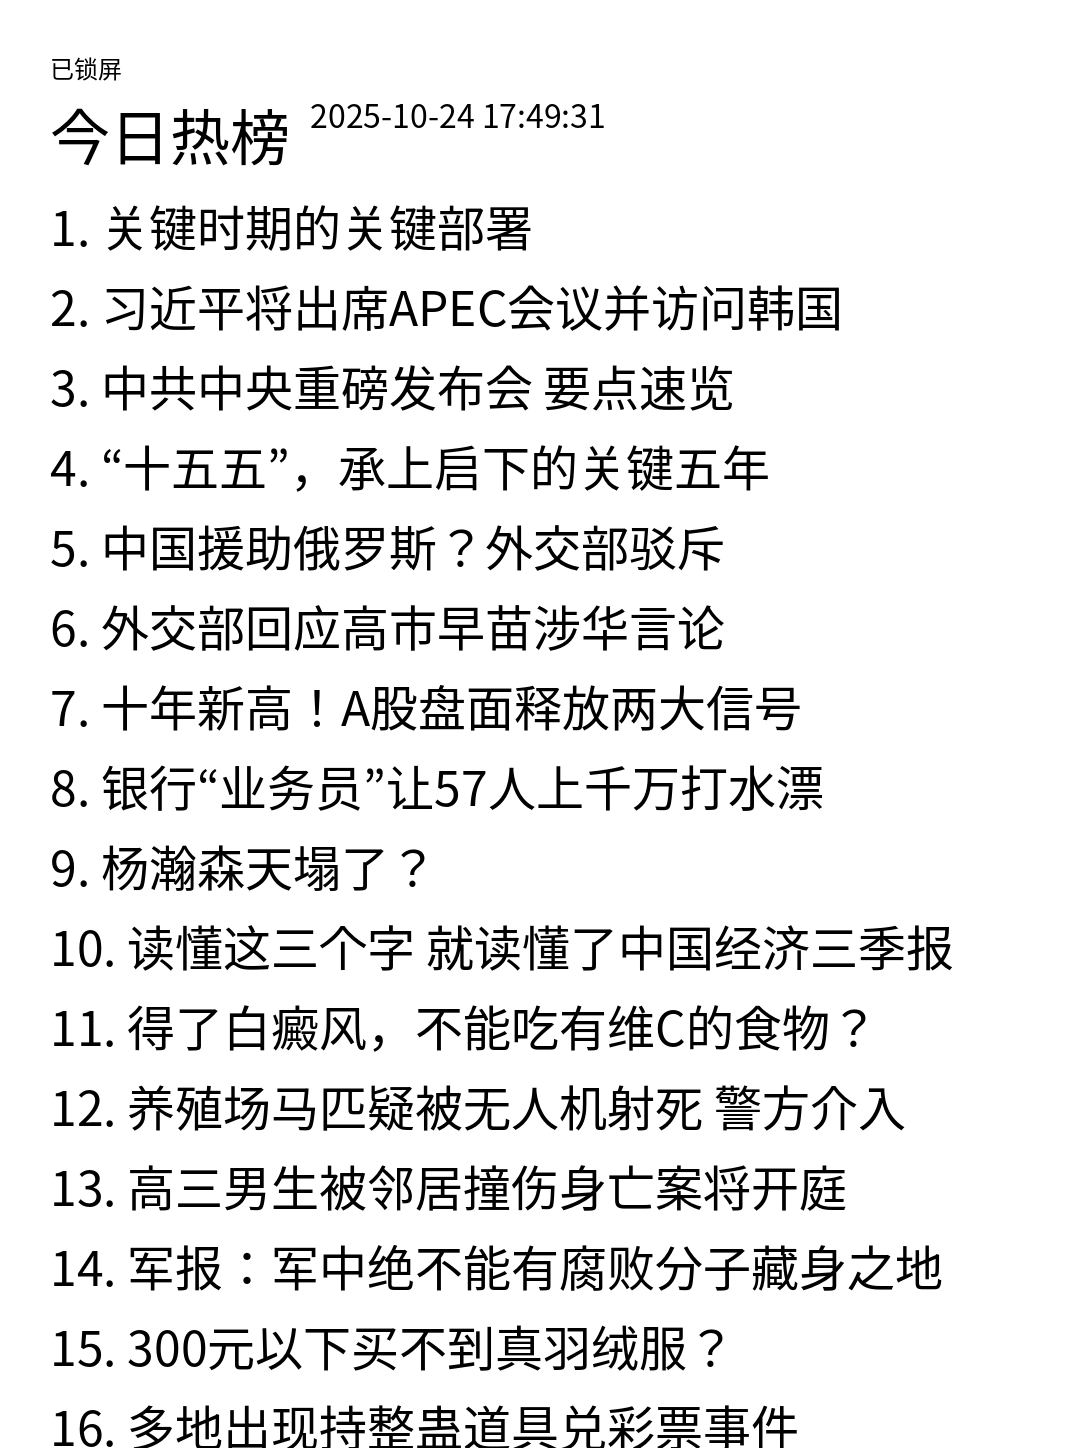 已锁屏
今日热榜 2025-10-24 17:49:31
1. 关键时期的关键部署
2. 习近平将出席APEC会议并访问韩国
3. 中共中央重磅发布会 要点速览
4. “十五五”，承上启下的关键五年
5. 中国援助俄罗斯？外交部驳斥
6. 外交部回应高市早苗涉华言论
7. 十年新高！A股盘面释放两大信号
8. 银行“业务员”让57人上千万打水漂
9. 杨瀚森天塌了？
10. 读懂这三个字 就读懂了中国经济三季报
11. 得了白癜风，不能吃有维C的食物？
12. 养殖场马匹疑被无人机射死 警方介入
13. 高三男生被邻居撞伤身亡案将开庭
14. 军报：军中绝不能有腐败分子藏身之地
15. 300元以下买不到真羽绒服？
16. 多地出现持整蛊道具兑彩票事件